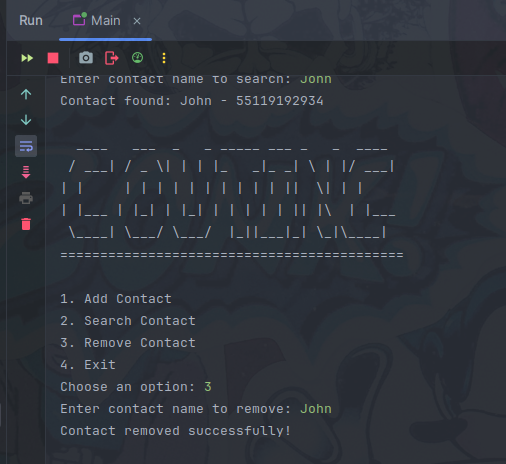 Run Main
Enter contact name to search: John
Contact found: John - 55119192934
  ____   ___  _   _ _____ ___ _   _  ____
 / ___| / _ \| | | |_   _|_ _| \ | |/ ___|
| |     | | | | | | | | | | ||  \| | |
| |___ | |_| | |_| | | | | | || |\  | |___
 \____| \___/ \___/  |_||___|_| \_|\____|
===========================================
1. Add Contact
2. Search Contact
3. Remove Contact
4. Exit
Choose an option: 3
Enter contact name to remove: John
Contact removed successfully!